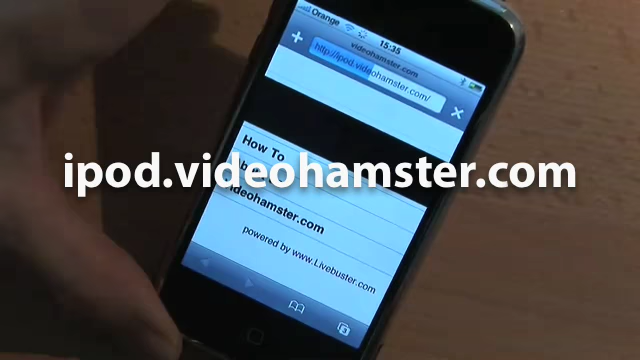 Orange
15:35
videohamster.com
http://ipod.videohamster.com/
How To
ipod.videohamster.com
videohamster.com
powered by www.Livebuster.com